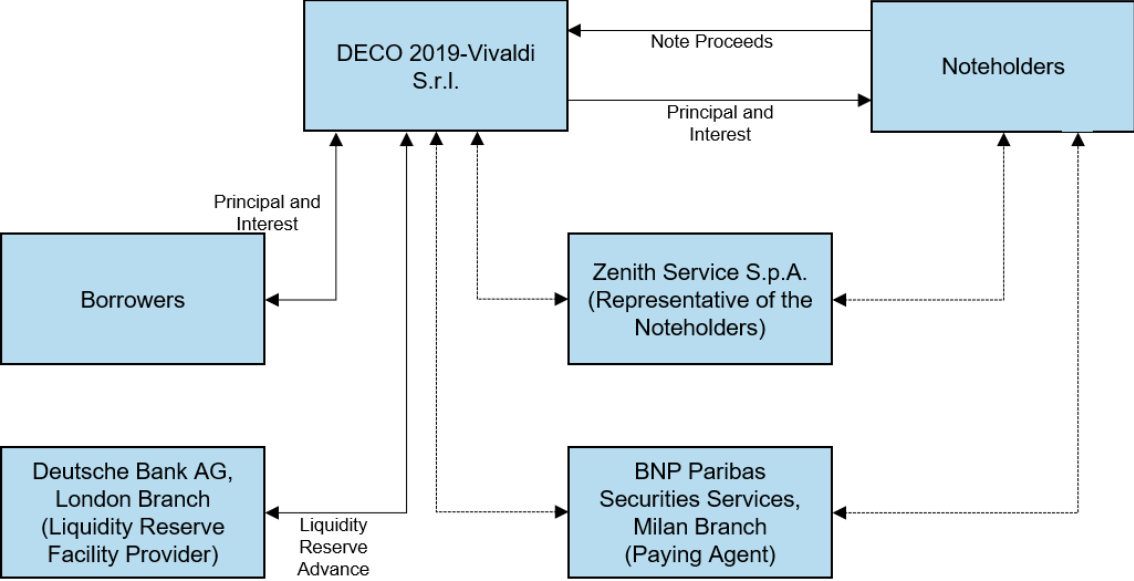 DECO 2019-Vivaldi
S.r.l.
Note Proceeds
Noteholders
Principal and
Interest
Principal and
Interest
Borrowers
Zenith Service S.p.A.
(Representative of the
Noteholders)
Deutsche Bank AG,
London Branch
(Liquidity Reserve
Facility Provider)
Liquidity
Reserve
Advance
BNP Paribas
Securities Services,
Milan Branch
(Paying Agent)